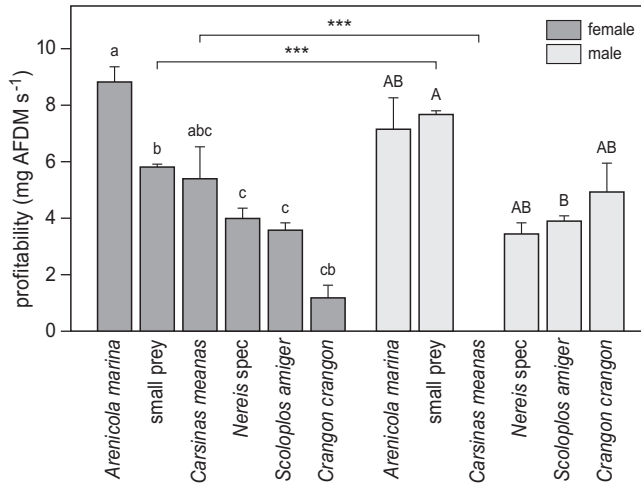 ***
female
male
***
10
8
6
4
2
0
profitability (mg AFDM s⁻¹)
a
b
abc
c
c
cb
AB
A
AB
B
AB
Arenicola marina
small prey
Carsinas meanas
Nereis spec
Scoloplos amiger
Crangon crangon
Arenicola marina
small prey
Carsinas meanas
Nereis spec
Scoloplos amiger
Crangon crangon